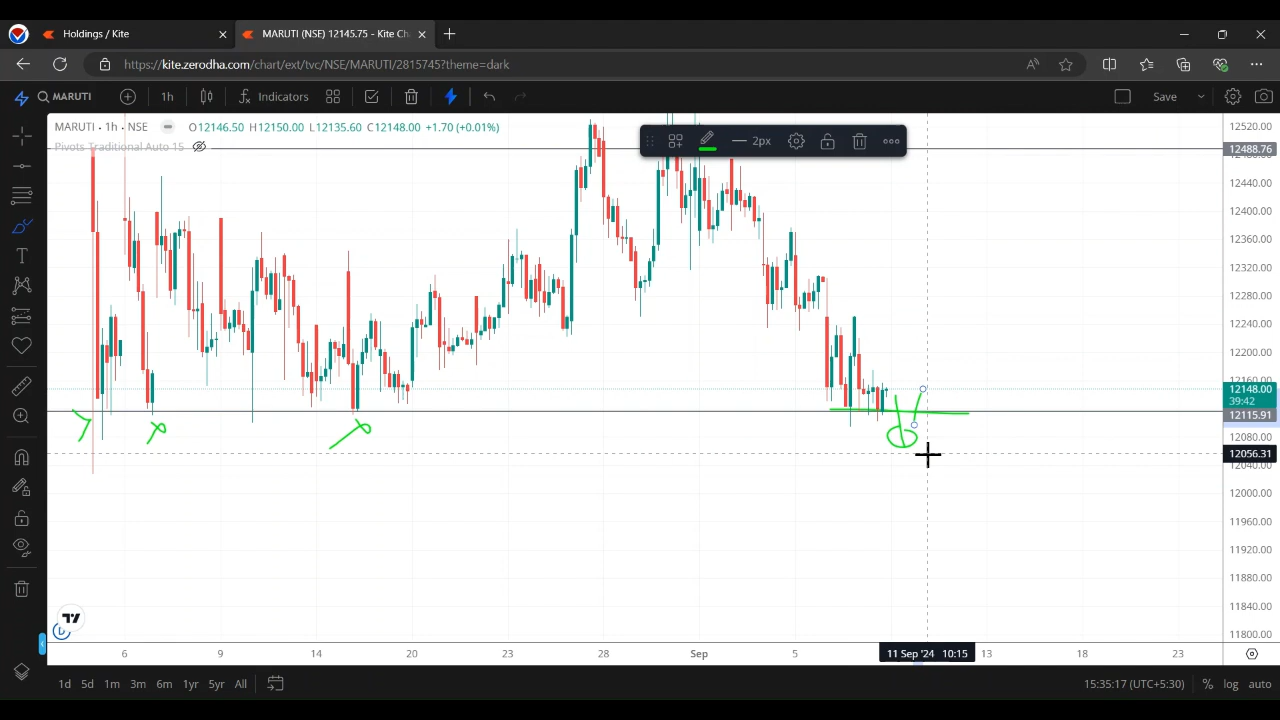 Holdings / Kite
MARUTI (NSE) 12145.75 - Kite Ch
https://kite.zerodha.com/chart/ext/tvc/NSE/MARUTI/2815745?theme=dark
MARUTI 1h Indicators Save
MARUTI · 1h · NSE O12146.50 H12150.00 L12135.60 C12148.00 +1.70 (+0.01%)
Pivots Traditional Auto 15
2px
12520.00
12488.76
12440.00
12400.00
12360.00
12320.00
12280.00
12240.00
12200.00
12160.00
12148.00
39:42
12115.91
12080.00
12056.31
12040.00
12000.00
11960.00
11920.00
11880.00
11840.00
11800.00
6 9 14 20 23 28 Sep 5 11 Sep '24 10:15 13 18 23
1d 5d 1m 3m 6m 1yr 5yr All 15:35:17 (UTC+5:30) % log auto